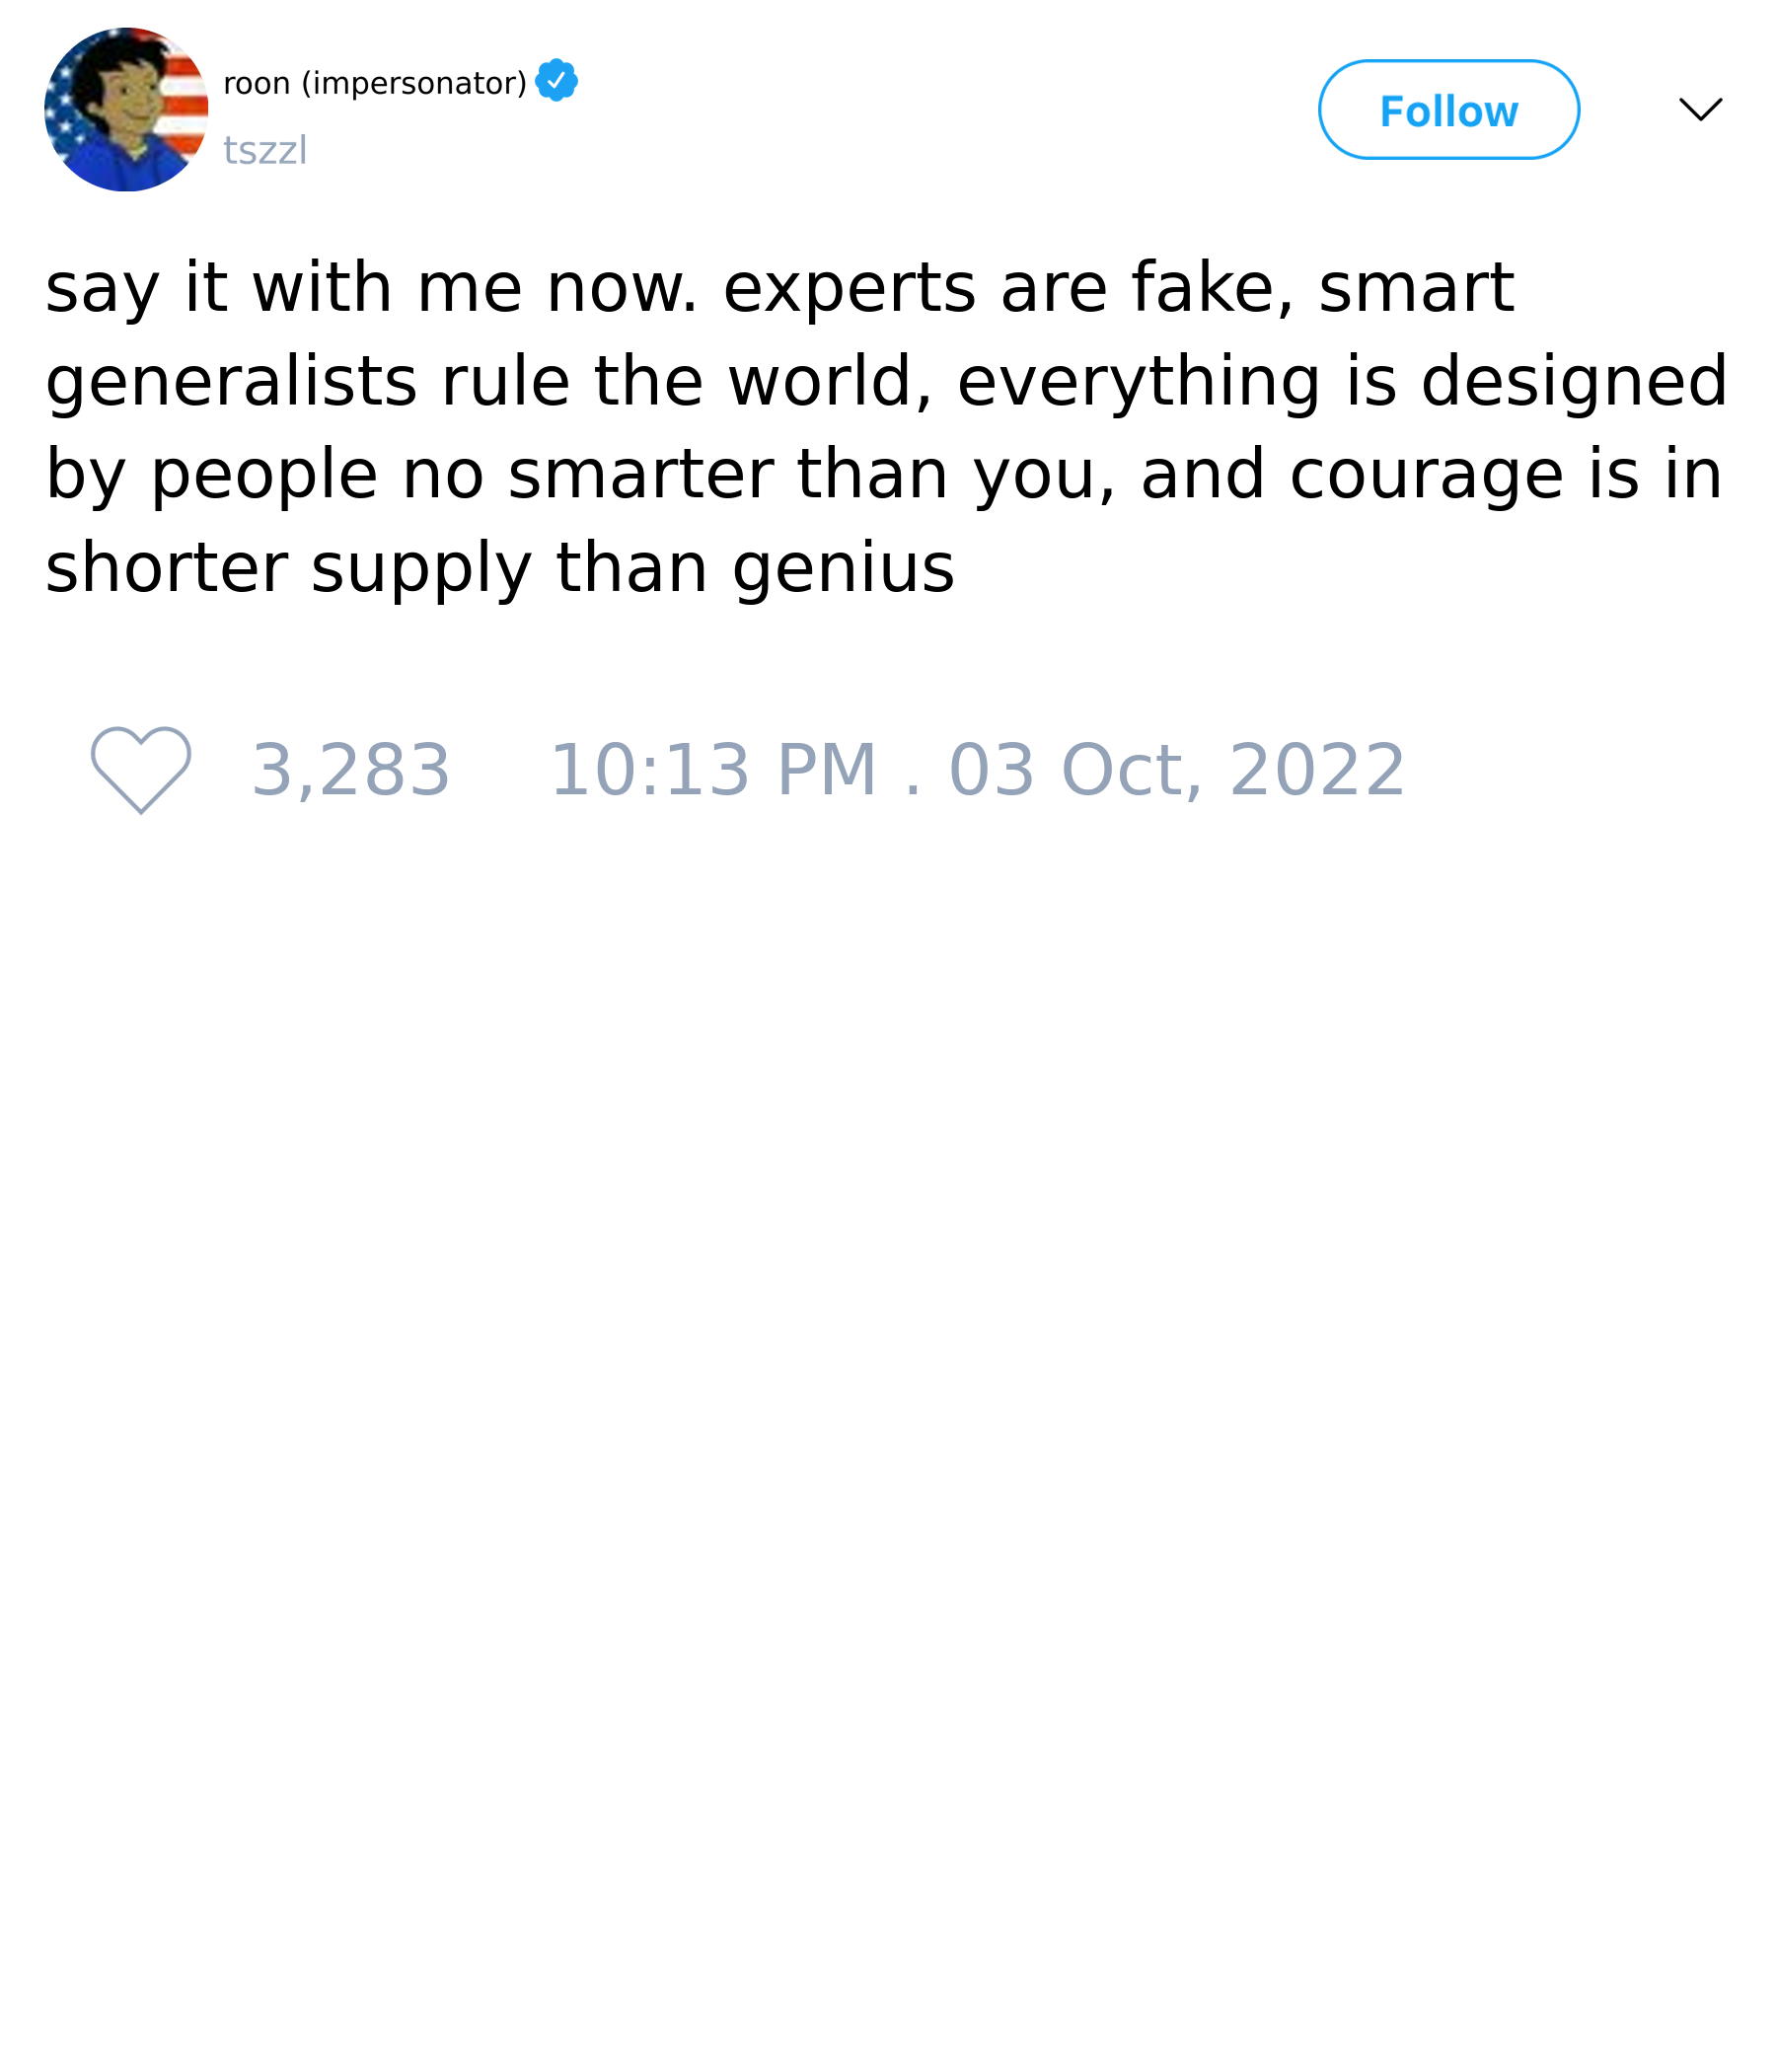 roon (impersonator)
tszzl
Follow
say it with me now. experts are fake, smart
generalists rule the world, everything is designed
by people no smarter than you, and courage is in
shorter supply than genius
3,283 10:13 PM . 03 Oct, 2022